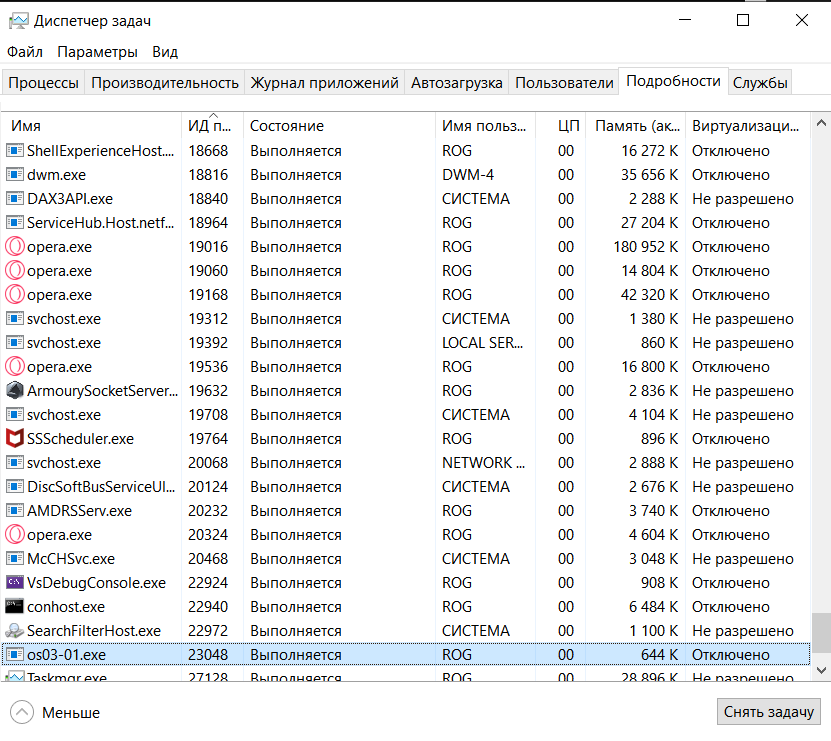 Диспетчер задач
Файл Параметры Вид
Процессы Производительность Журнал приложений Автозагрузка Пользователи Подробности Службы
Имя ИД п... Состояние Имя польз... ЦП Память (ак... Виртуализаци...
ShellExperienceHost.... 18668 Выполняется ROG 00 16 272 К Отключено
dwm.exe 18816 Выполняется DWM-4 00 35 656 К Отключено
DAX3API.exe 18840 Выполняется СИСТЕМА 00 2 288 К Не разрешено
ServiceHub.Host.netf... 18964 Выполняется ROG 00 27 204 К Отключено
opera.exe 19016 Выполняется ROG 00 180 952 К Отключено
opera.exe 19060 Выполняется ROG 00 14 804 К Отключено
opera.exe 19168 Выполняется ROG 00 42 320 К Отключено
svchost.exe 19312 Выполняется СИСТЕМА 00 1 380 К Не разрешено
svchost.exe 19392 Выполняется LOCAL SER... 00 860 К Не разрешено
opera.exe 19536 Выполняется ROG 00 16 800 К Отключено
ArmourySocketServer... 19632 Выполняется ROG 00 2 836 К Не разрешено
svchost.exe 19708 Выполняется СИСТЕМА 00 4 104 К Не разрешено
SSScheduler.exe 19764 Выполняется ROG 00 896 К Отключено
svchost.exe 20068 Выполняется NETWORK ... 00 2 888 К Не разрешено
DiscSoftBusServiceUl... 20124 Выполняется СИСТЕМА 00 2 676 К Не разрешено
AMDRSServ.exe 20232 Выполняется ROG 00 3 740 К Отключено
opera.exe 20324 Выполняется ROG 00 4 604 К Отключено
McCHSvc.exe 20468 Выполняется СИСТЕМА 00 3 048 К Не разрешено
VsDebugConsole.exe 22924 Выполняется ROG 00 908 К Отключено
conhost.exe 22940 Выполняется ROG 00 6 484 К Отключено
SearchFilterHost.exe 22972 Выполняется СИСТЕМА 00 1 100 К Не разрешено
os03-01.exe 23048 Выполняется ROG 00 644 К Отключено
Taskmgr.exe 27128 Выполняется ROG 00 28 896 К Не разрешено
Меньше Снять задачу